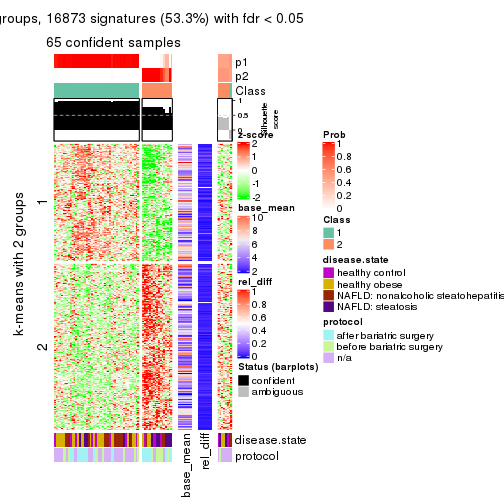 groups, 16873 signatures (53.3%) with fdr < 0.05
65 confident samples
p1
p2
Class
1
0.5
0
Silhouette
score
k-means with 2 groups
1
2
z-score
2
1
0
-1
-2
base_mean
10
8
6
4
2
rel_diff
1
0.8
0.6
0.4
0.2
0
Status (barplots)
confident
ambiguous
Prob
1
0.8
0.6
0.4
0.2
0
Class
1
2
disease.state
healthy control
healthy obese
NAFLD: nonalcoholic steatohepatitis
NAFLD: steatosis
protocol
after bariatric surgery
before bariatric surgery
n/a
disease.state
protocol
base_mean
rel_diff